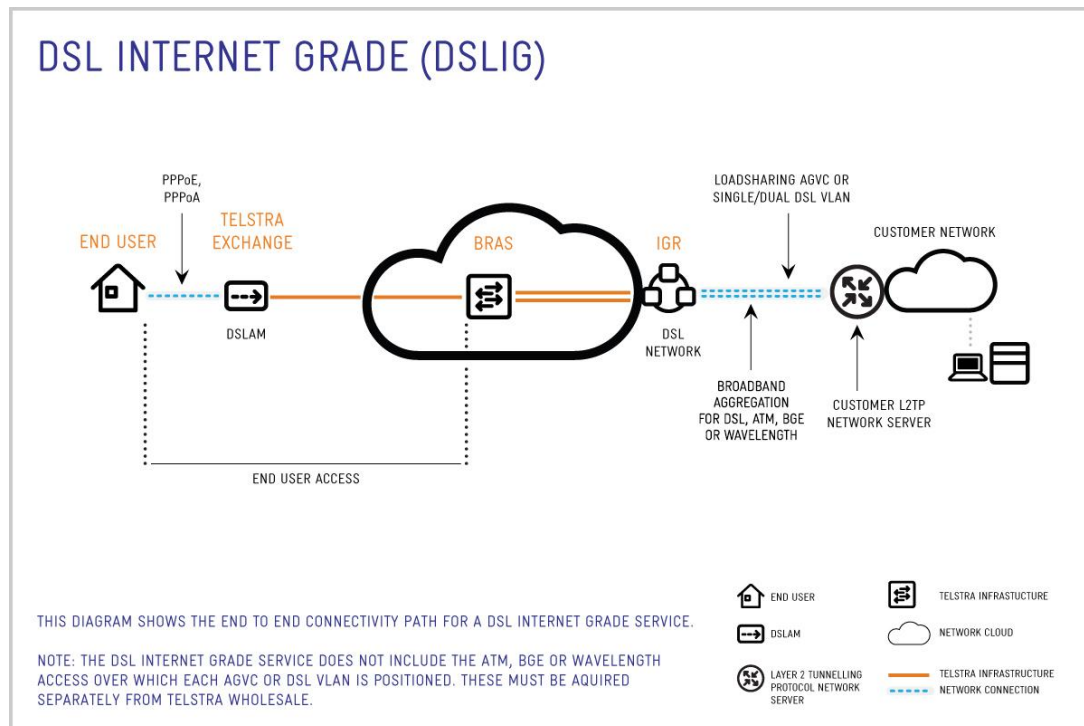 DSL INTERNET GRADE (DSLIG)
PPPoE,
PPPoA
LOADSHARING AGVC OR
SINGLE/DUAL DSL VLAN
END USER
TELSTRA
EXCHANGE
BRAS
IGR
CUSTOMER NETWORK
DSLAM
DSL
NETWORK
BROADBAND
AGGREGATION
FOR DSL, ATM, BGE
OR WAVELENGTH
CUSTOMER L2TP
NETWORK SERVER
END USER ACCESS
THIS DIAGRAM SHOWS THE END TO END CONNECTIVITY PATH FOR A DSL INTERNET GRADE SERVICE.
NOTE: THE DSL INTERNET GRADE SERVICE DOES NOT INCLUDE THE ATM, BGE OR WAVELENGTH
ACCESS OVER WHICH EACH AGVC OR DSL VLAN IS POSITIONED. THESE MUST BE AQUIRED
SEPARATELY FROM TELSTRA WHOLESALE.
END USER
TELSTRA INFRASTUCTURE
DSLAM
NETWORK CLOUD
LAYER 2 TUNNELLING
PROTOCOL NETWORK
SERVER
TELSTRA INFRASTRUCTURE
NETWORK CONNECTION